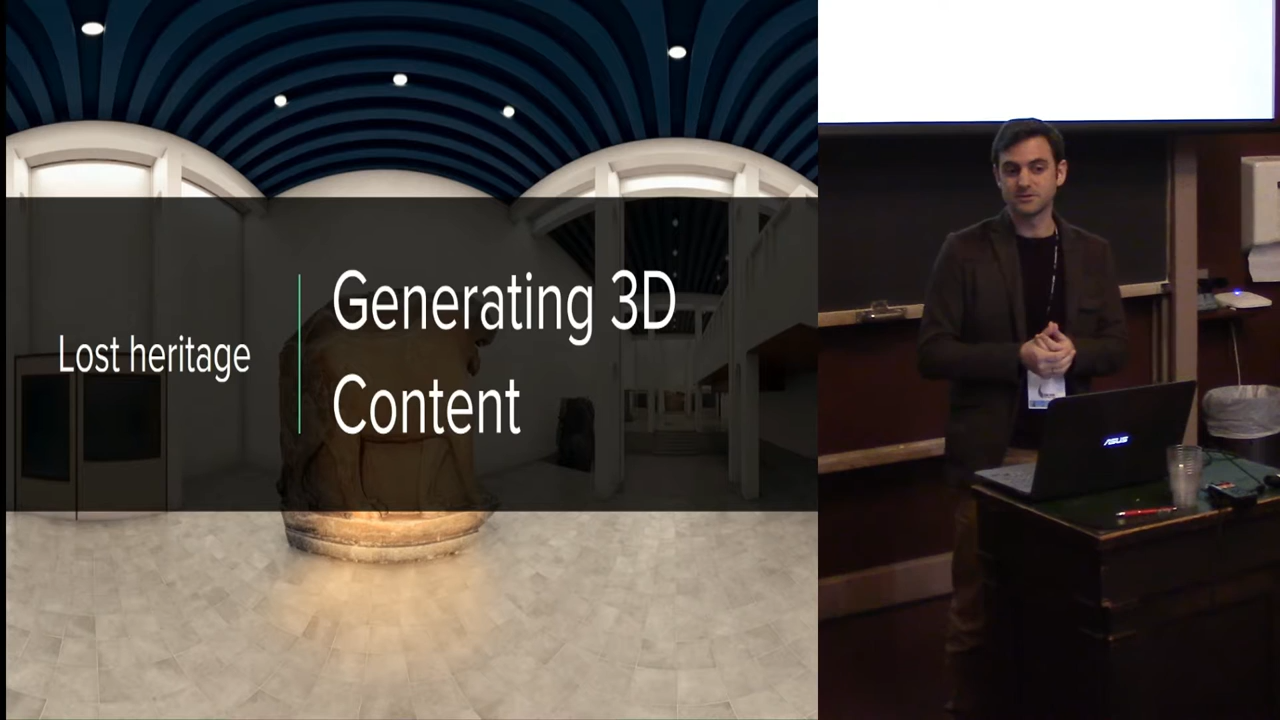 Lost heritage
Generating 3D
Content
ASUS